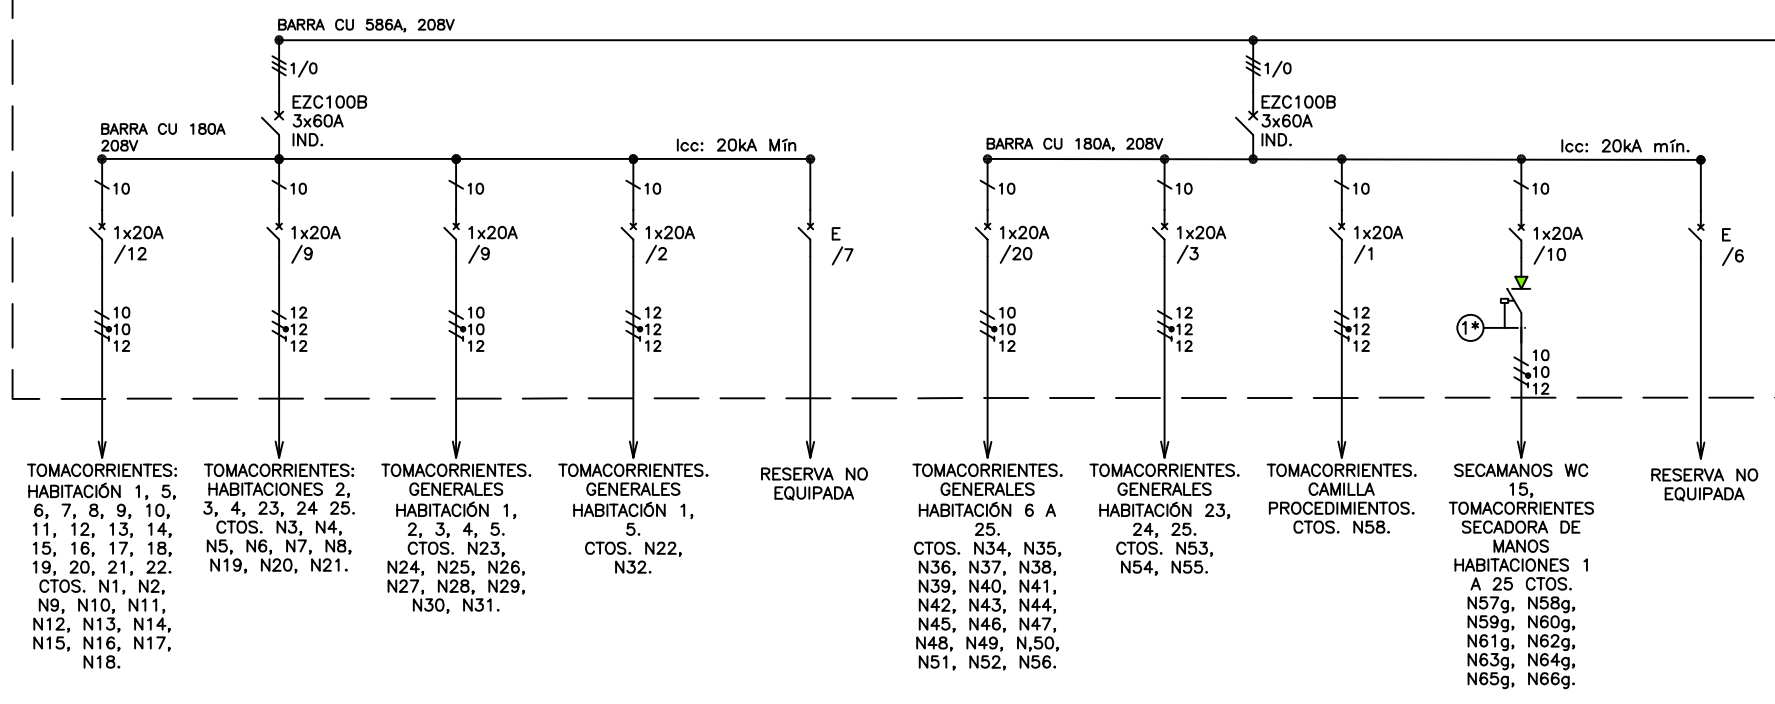 BARRA CU 586A, 208V
1/0
EZC100B
3x60A
IND.
BARRA CU 180A
208V
Icc: 20kA Mín
10
1x20A
/12
10
10
12
10
1x20A
/9
12
12
12
10
1x20A
/9
10
10
12
10
1x20A
/2
12
12
12
E
/7
TOMACORRIENTES:
HABITACIÓN 1, 5,
6, 7, 8, 9, 10,
11, 12, 13, 14,
15, 16, 17, 18,
19, 20, 21, 22.
CTOS. N1, N2,
N9, N10, N11,
N12, N13, N14,
N15, N16, N17,
N18.
TOMACORRIENTES:
HABITACIONES 2,
3, 4, 23, 24 25.
CTOS. N3, N4,
N5, N6, N7, N8,
N19, N20, N21.
TOMACORRIENTES.
GENERALES
HABITACIÓN 1,
2, 3, 4, 5.
CTOS. N23,
N24, N25, N26,
N27, N28, N29,
N30, N31.
TOMACORRIENTES.
GENERALES
HABITACIÓN 1,
5.
CTOS. N22,
N32.
RESERVA NO
EQUIPADA
1/0
EZC100B
3x60A
IND.
BARRA CU 180A, 208V
Icc: 20kA mín.
10
1x20A
/20
10
10
12
10
1x20A
/3
12
12
12
10
1x20A
/1
12
12
12
10
1x20A
/10
1*
10
10
12
E
/6
TOMACORRIENTES.
GENERALES
HABITACIÓN 6 A
25.
CTOS. N34, N35,
N36, N37, N38,
N39, N40, N41,
N42, N43, N44,
N45, N46, N47,
N48, N49, N,50,
N51, N52, N56.
TOMACORRIENTES.
GENERALES
HABITACIÓN 23,
24, 25.
CTOS. N53,
N54, N55.
TOMACORRIENTES.
CAMILLA
PROCEDIMIENTOS.
CTOS. N58.
SECAMANOS WC
15,
TOMACORRIENTES
SECADORA DE
MANOS
HABITACIONES 1
A 25 CTOS.
N57g, N58g,
N59g, N60g,
N61g, N62g,
N63g, N64g,
N65g, N66g.
RESERVA NO
EQUIPADA